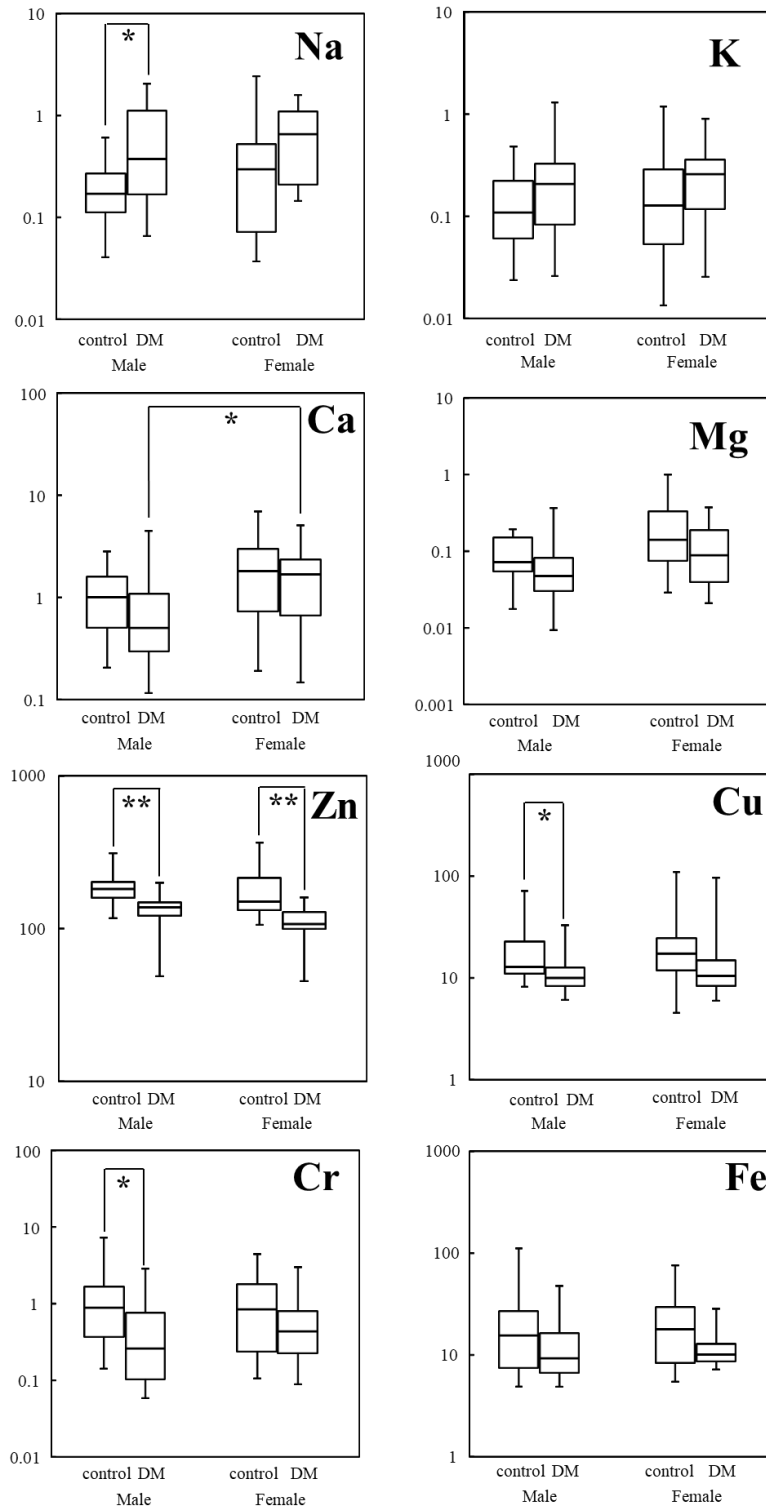 Na
10
*
1
0.1
0.01
control DM control DM
Male Female
K
10
1
0.1
0.01
control DM control DM
Male Female
Ca
100
*
10
1
0.1
control DM control DM
Male Female
Mg
10
1
0.1
0.01
0.001
control DM control DM
Male Female
Zn
1000
** **
100
10
control DM control DM
Male Female
Cu
1000
*
100
10
1
control DM control DM
Male Female
Cr
100
*
10
1
0.1
0.01
control DM control DM
Male Female
Fe
1000
100
10
1
control DM control DM
Male Female